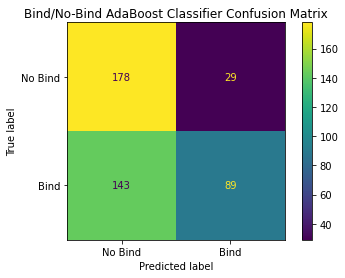 Bind/No-Bind AdaBoost Classifier Confusion Matrix
No Bind
Bind
True label
178
29
143
89
No Bind
Bind
Predicted label
160
140
120
100
80
60
40